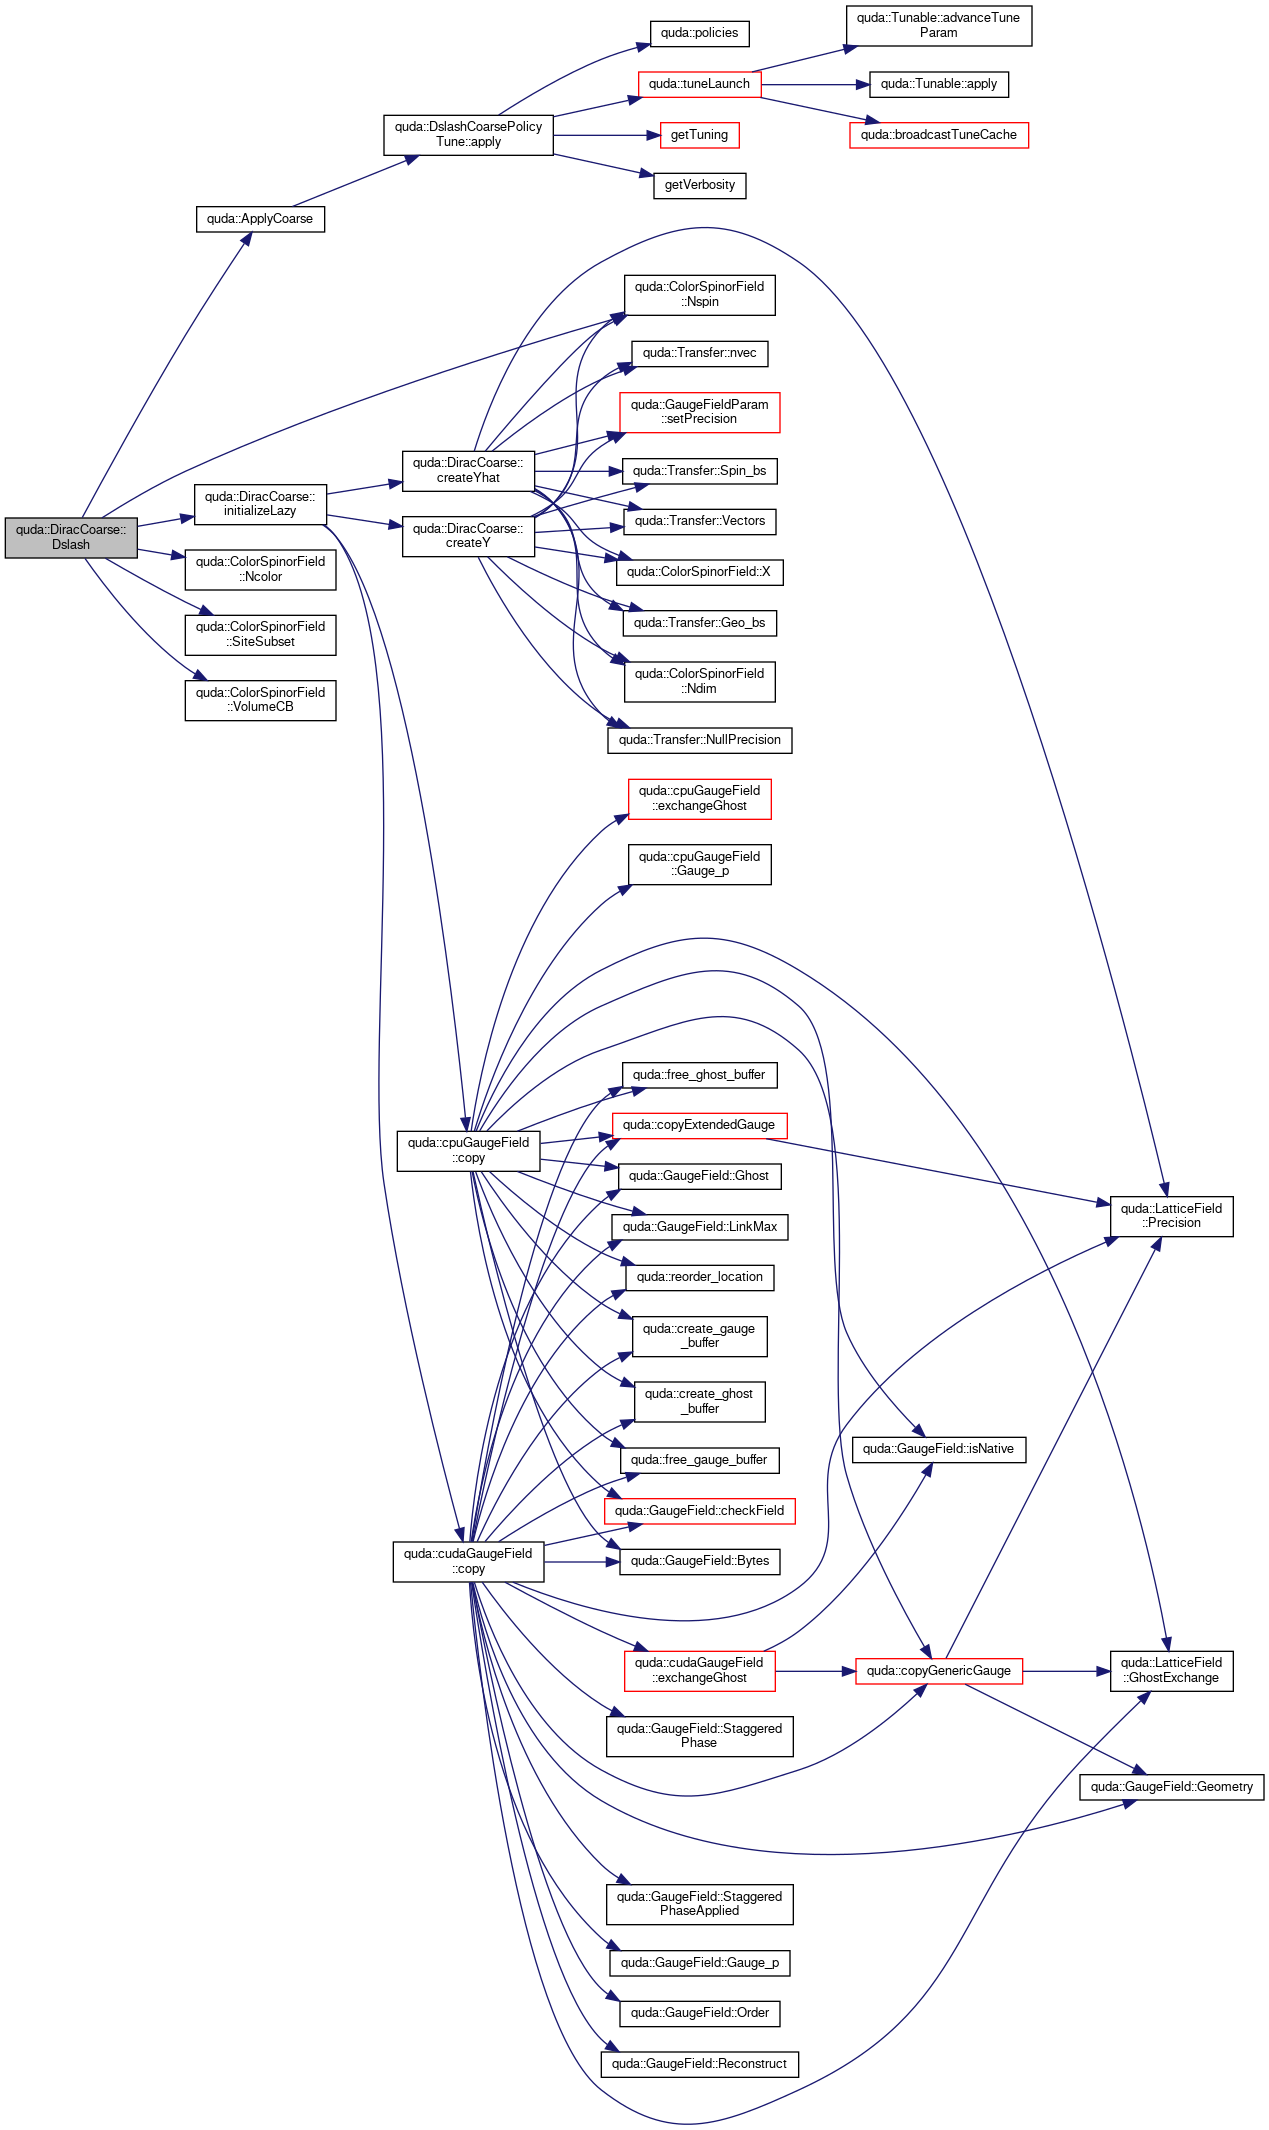 quda::DiracCoarse::
Dslash
quda::ApplyCoarse
quda::DslashCoarsePolicy
Tune::apply
quda::policies
quda::tuneLaunch
getTuning
getVerbosity
quda::Tunable::advanceTune
Param
quda::Tunable::apply
quda::broadcastTuneCache
quda::ColorSpinorField
::Nspin
quda::DiracCoarse::
initializeLazy
quda::ColorSpinorField
::Ncolor
quda::ColorSpinorField
::SiteSubset
quda::ColorSpinorField
::VolumeCB
quda::DiracCoarse::
createYhat
quda::DiracCoarse::
createY
quda::Transfer::nvec
quda::GaugeFieldParam
::setPrecision
quda::Transfer::Spin_bs
quda::Transfer::Vectors
quda::ColorSpinorField::X
quda::Transfer::Geo_bs
quda::ColorSpinorField
::Ndim
quda::Transfer::NullPrecision
quda::cpuGaugeField
::exchangeGhost
quda::cpuGaugeField
::Gauge_p
quda::cpuGaugeField
::copy
quda::free_ghost_buffer
quda::copyExtendedGauge
quda::GaugeField::Ghost
quda::GaugeField::LinkMax
quda::reorder_location
quda::create_gauge
_buffer
quda::create_ghost
_buffer
quda::free_gauge_buffer
quda::GaugeField::checkField
quda::GaugeField::Bytes
quda::cudaGaugeField
::copy
quda::cudaGaugeField
::exchangeGhost
quda::GaugeField::Staggered
Phase
quda::GaugeField::Staggered
PhaseApplied
quda::GaugeField::Gauge_p
quda::GaugeField::Order
quda::GaugeField::Reconstruct
quda::GaugeField::isNative
quda::copyGenericGauge
quda::LatticeField
::Precision
quda::LatticeField
::GhostExchange
quda::GaugeField::Geometry